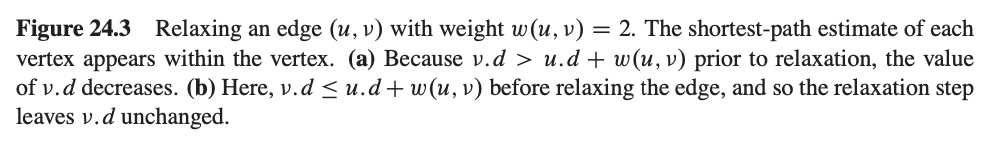 Figure 24.3 Relaxing an edge (u, v) with weight w(u, v) = 2. The shortest-path estimate of each
vertex appears within the vertex. (a) Because v.d > u.d + w(u, v) prior to relaxation, the value
of v.d decreases. (b) Here, v.d ≤ u.d + w(u, v) before relaxing the edge, and so the relaxation step
leaves v.d unchanged.